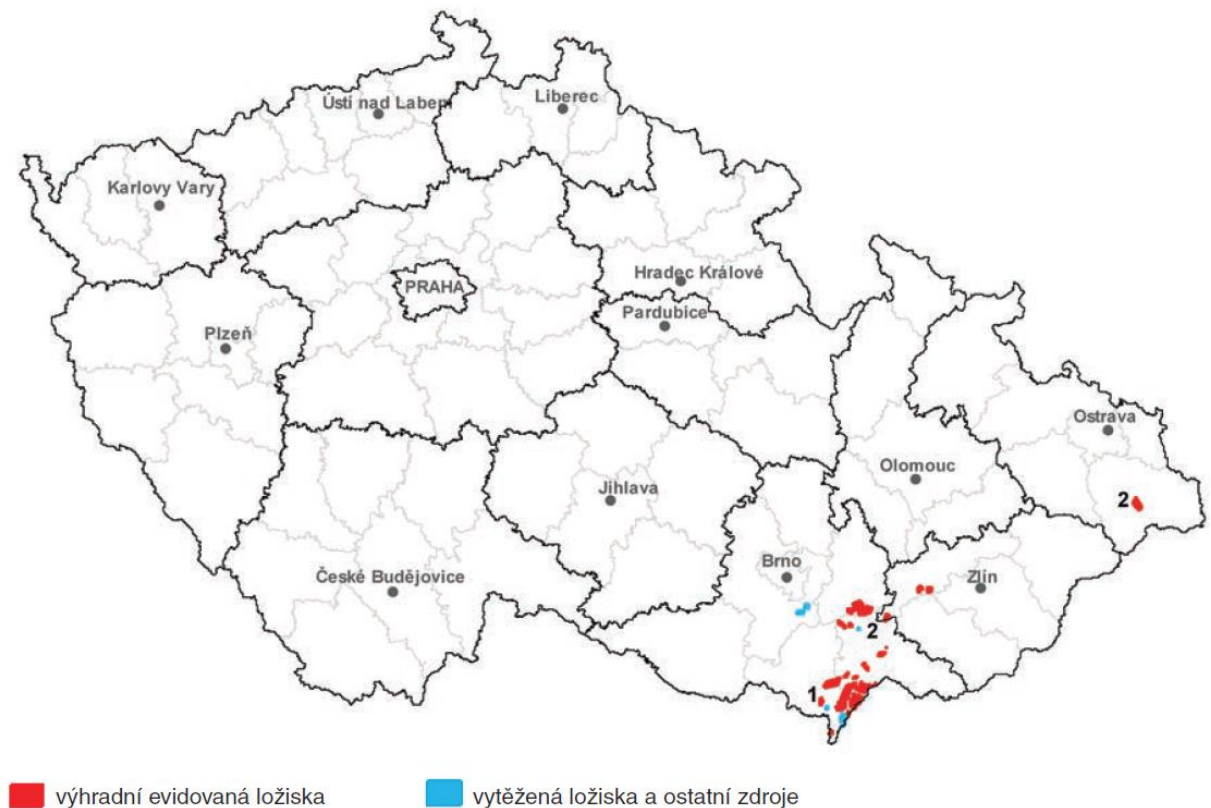 Ústí nad Labem
Liberec
Karlovy Vary
Hradec Králové
PRAHA
Pardubice
Plzeň
Ostrava
Olomouc
Jihlava
2
Brno
České Budějovice
Zlín
2
1
výhradní evidovaná ložiska
vytěžená ložiska a ostatní zdroje